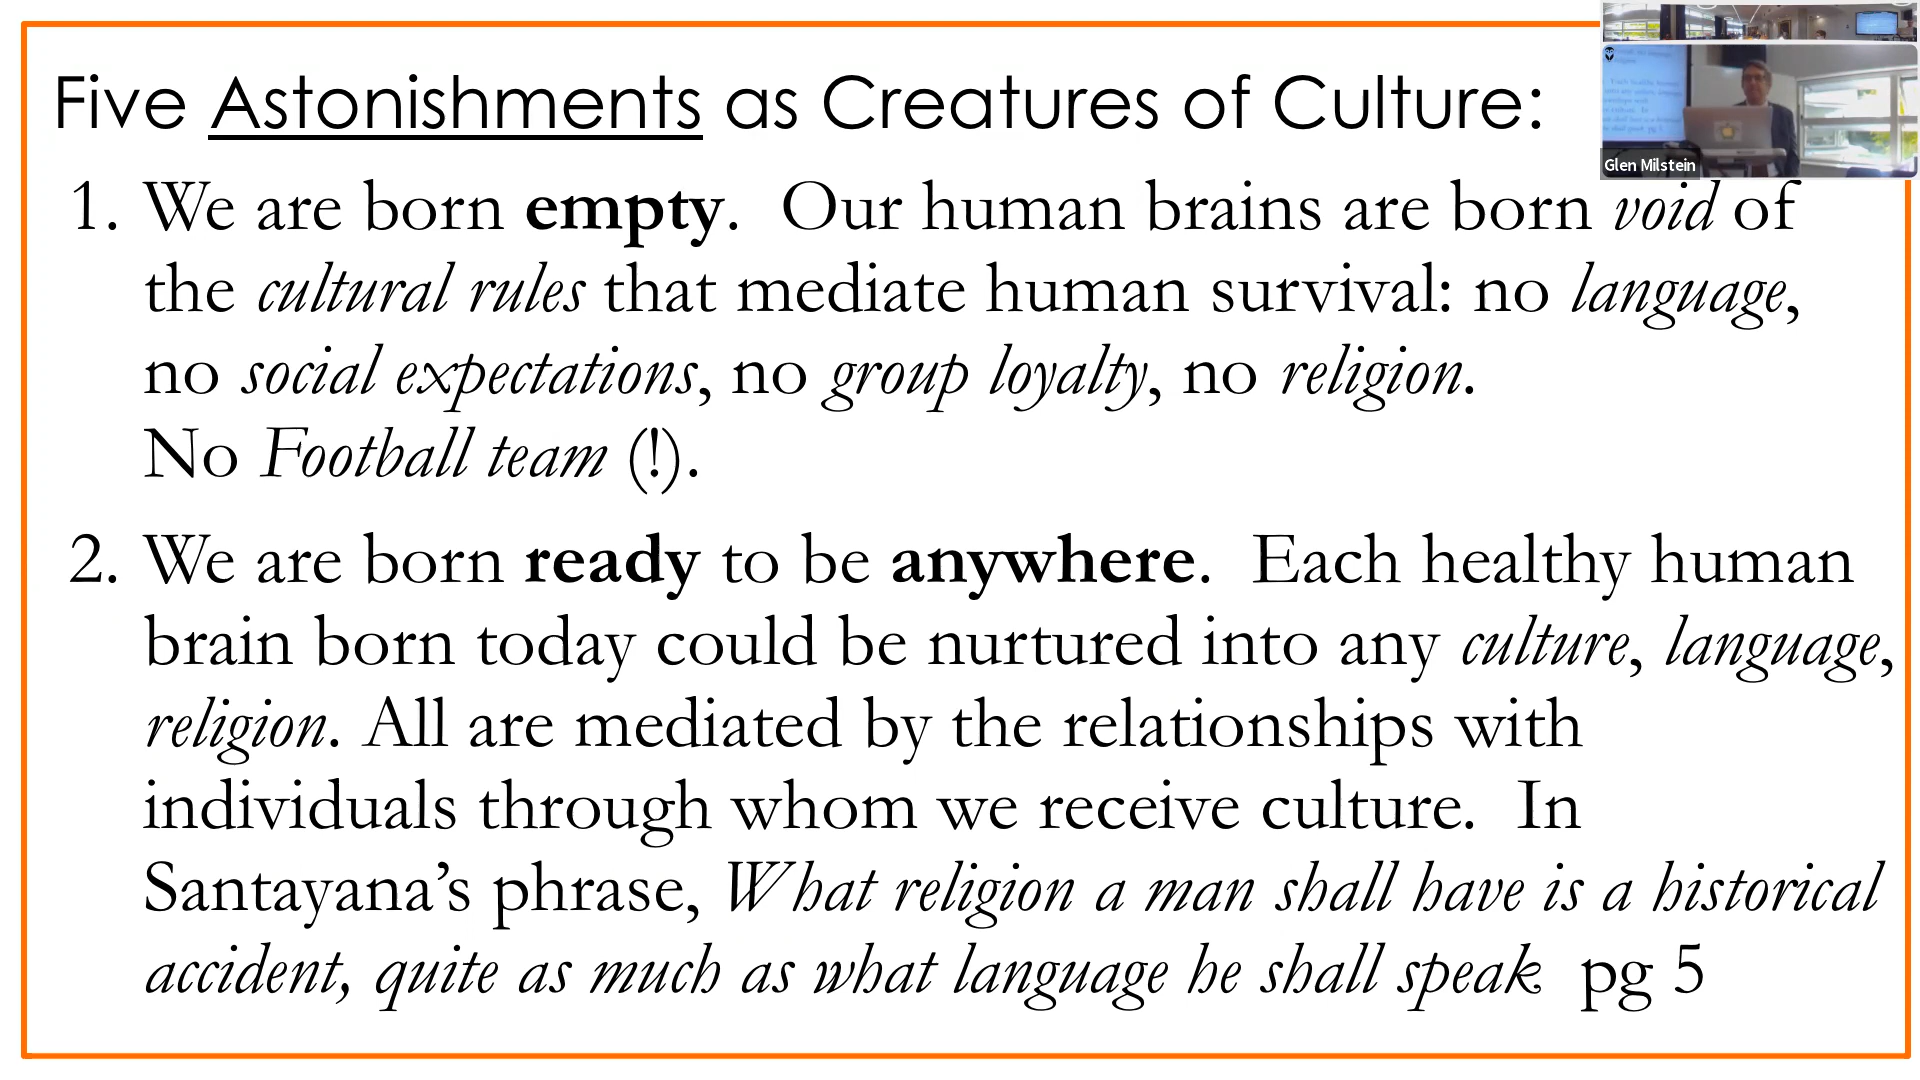 Five Astonishments as Creatures of Culture:
1. We are born empty. Our human brains are born void of
the cultural rules that mediate human survival: no language,
no social expectations, no group loyalty, no religion.
No Football team (!).
2. We are born ready to be anywhere. Each healthy human
brain born today could be nurtured into any culture, language,
religion. All are mediated by the relationships with
individuals through whom we receive culture. In
Santayana’s phrase, What religion a man shall have is a historical
accident, quite as much as what language he shall speak pg 5
Glen Milstein